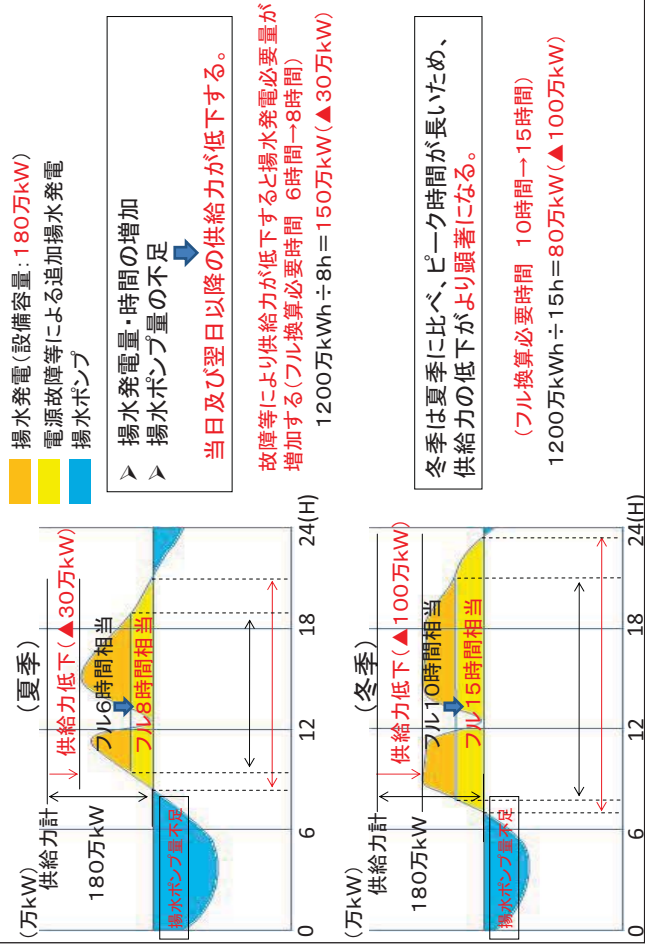 揚水発電(設備容量:180万kW)
電源故障等による追加揚水発電
揚水ポンプ
(夏季)
(万kW)
供給力計
180万kW
供給力低下(▲30万kW)
フル6時間相当
フル8時間相当
揚水ポンプ量不足
0
6
12
18
24(H)
➢ 揚水発電量・時間の増加
➢ 揚水ポンプ量の不足
当日及び翌日以降の供給力が低下する。
故障等により供給力が低下すると揚水発電必要量が
増加する(フル換算必要時間 6時間→8時間)
1200万kWh÷8h=150万kW(▲30万kW)
(冬季)
(万kW)
供給力計
180万kW
供給力低下(▲100万kW)
フル10時間相当
フル15時間相当
揚水ポンプ量不足
0
6
12
18
24(H)
冬季は夏季に比べ、ピーク時間が長いため、
供給力の低下がより顕著になる。
(フル換算必要時間 10時間→15時間)
1200万kWh÷15h=80万kW(▲100万kW)